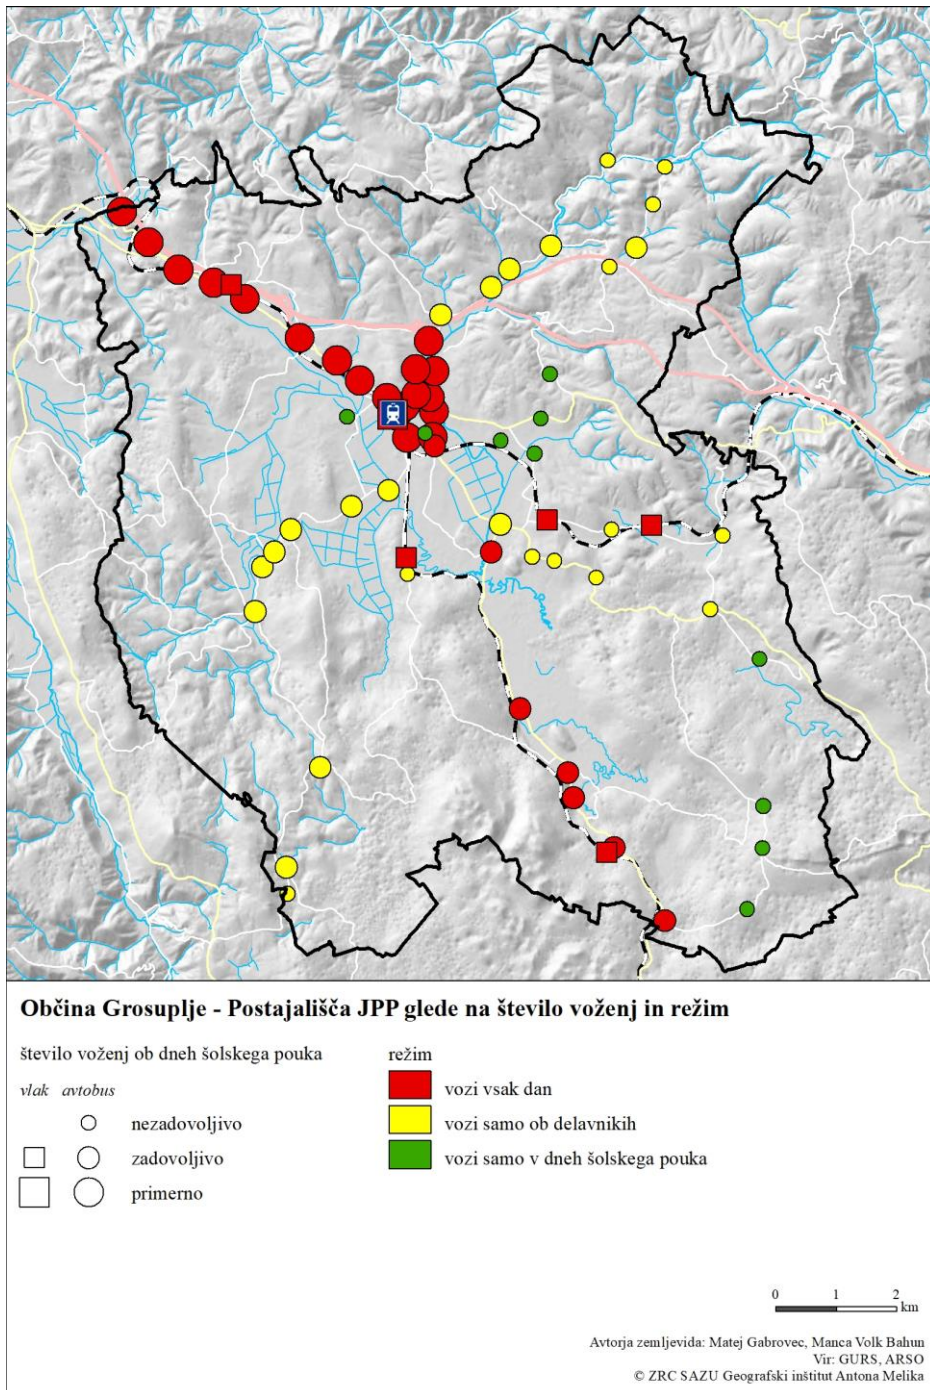 Občina Grosuplje - Postajališča JPP glede na število voženj in režim
število voženj ob dneh šolskega pouka
vlak avtobus
nezadovoljivo
zadovoljivo
primerno
režim
vozi vsak dan
vozi samo ob delavnikih
vozi samo v dneh šolskega pouka
0 1 2
km
Avtorja zemljevida: Matej Gabrovec, Manca Volk Bahun
Vir: GURS, ARSO
© ZRC SAZU Geografski inštitut Antona Melika